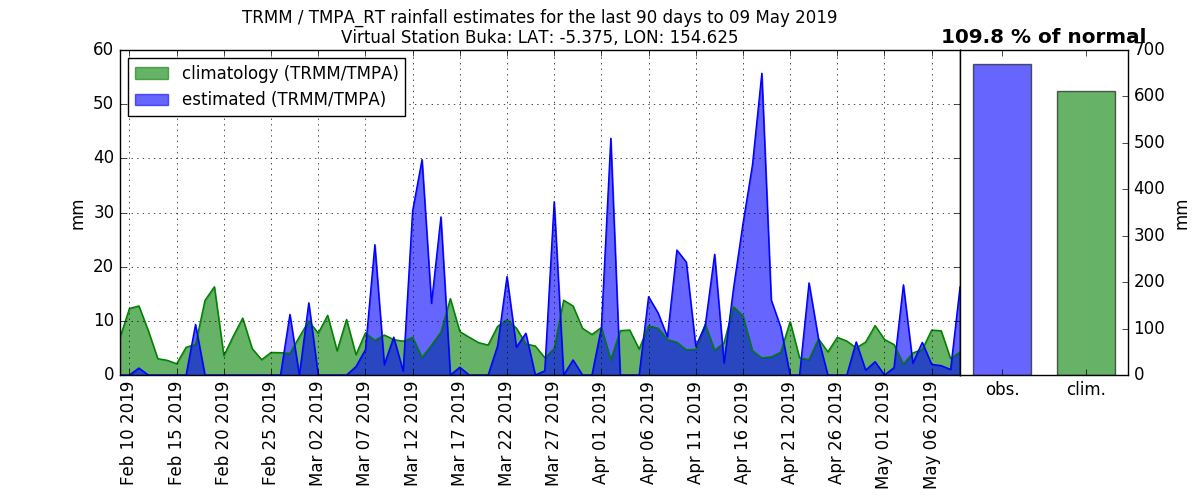 TRMM / TMPA_RT rainfall estimates for the last 90 days to 09 May 2019
Virtual Station Buka: LAT: -5.375, LON: 154.625
109.8 % of normal
climatology (TRMM/TMPA)
estimated (TRMM/TMPA)
60
50
40
30
20
10
0
mm
700
600
500
400
300
200
100
0
mm
Feb 10 2019
Feb 15 2019
Feb 20 2019
Feb 25 2019
Mar 02 2019
Mar 07 2019
Mar 12 2019
Mar 17 2019
Mar 22 2019
Mar 27 2019
Apr 01 2019
Apr 06 2019
Apr 11 2019
Apr 16 2019
Apr 21 2019
Apr 26 2019
May 01 2019
May 06 2019
obs.
clim.